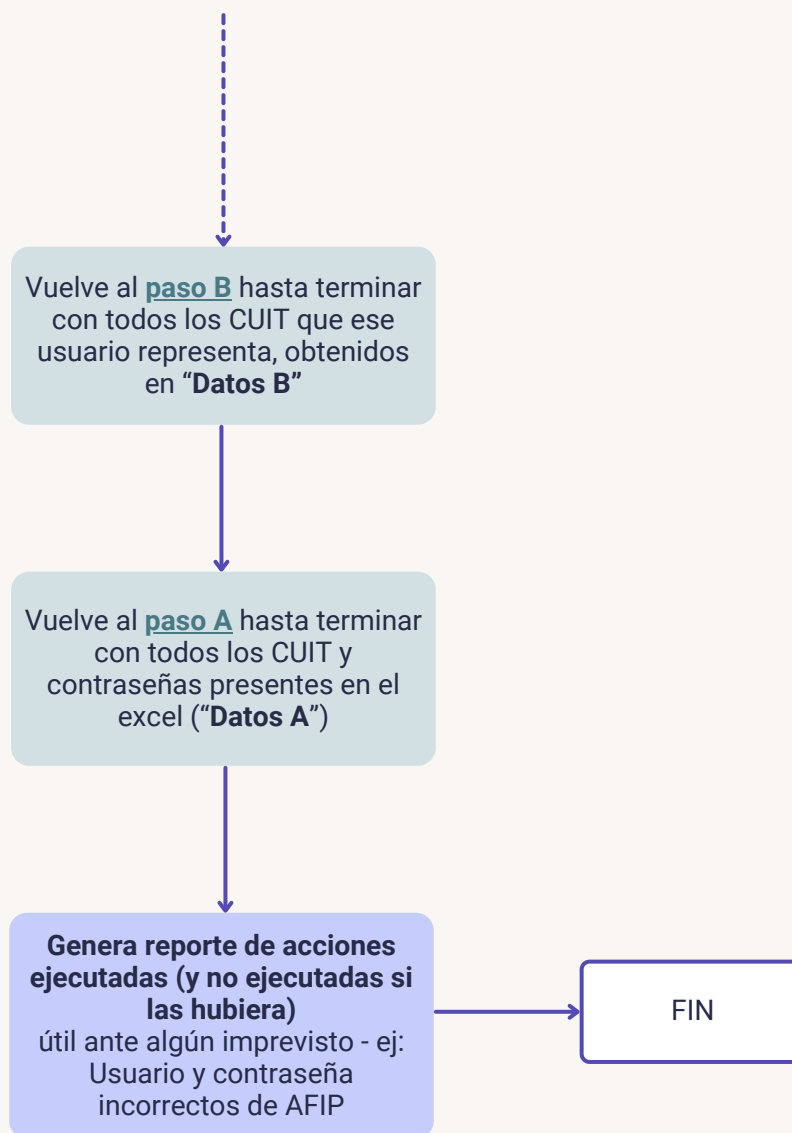 Vuelve al paso B hasta terminar
con todos los CUIT que ese
usuario representa, obtenidos
en “Datos B”
Vuelve al paso A hasta terminar
con todos los CUIT y
contraseñas presentes en el
excel (“Datos A”)
Genera reporte de acciones
ejecutadas (y no ejecutadas si
las hubiera)
útil ante algún imprevisto - ej:
Usuario y contraseña
incorrectos de AFIP
FIN